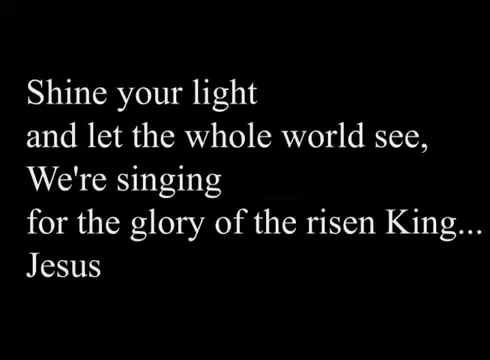 Shine your light
and let the whole world see,
We're singing
for the glory of the risen King...
Jesus